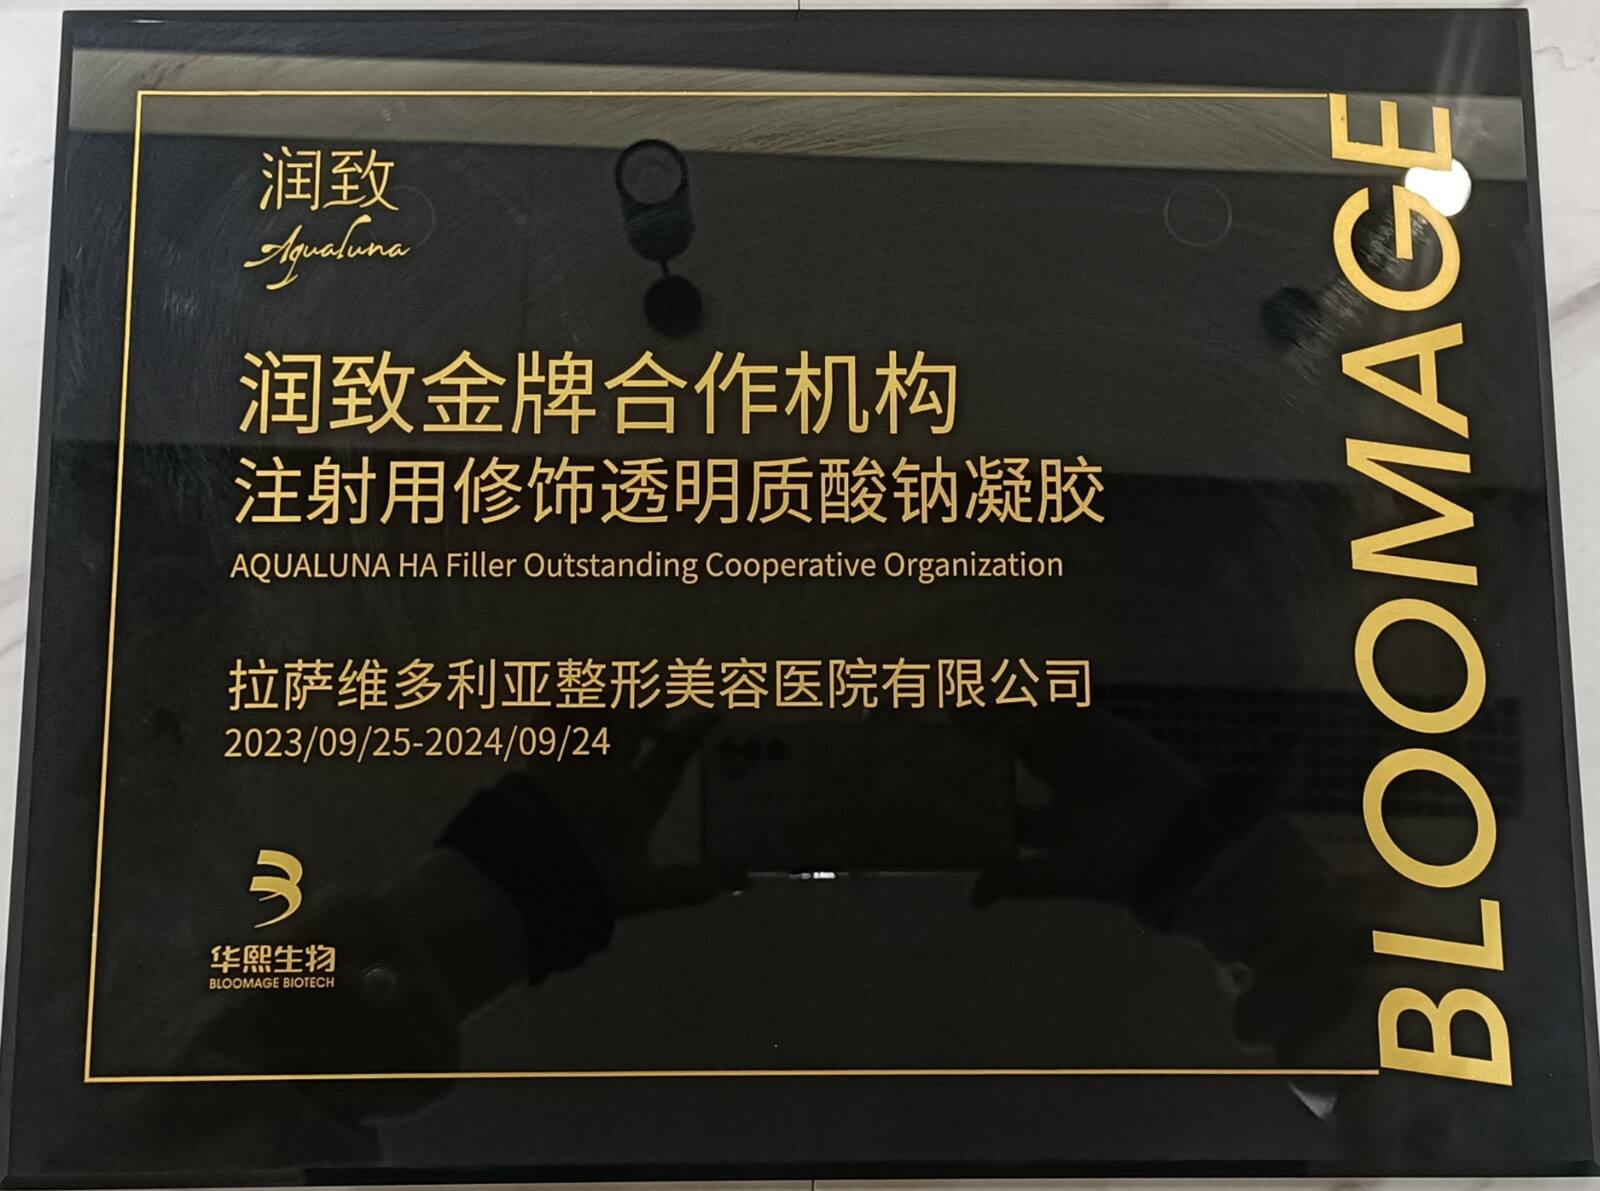 润致
Aqualuna
润致金牌合作机构
注射用修饰透明质酸钠凝胶
AQUALUNA HA Filler Outstanding Cooperative Organization
拉萨维多利亚整形美容医院有限公司
2023/09/25-2024/09/24
华熙生物
BLOOMAGE BIOTECH
BLOOMAGE